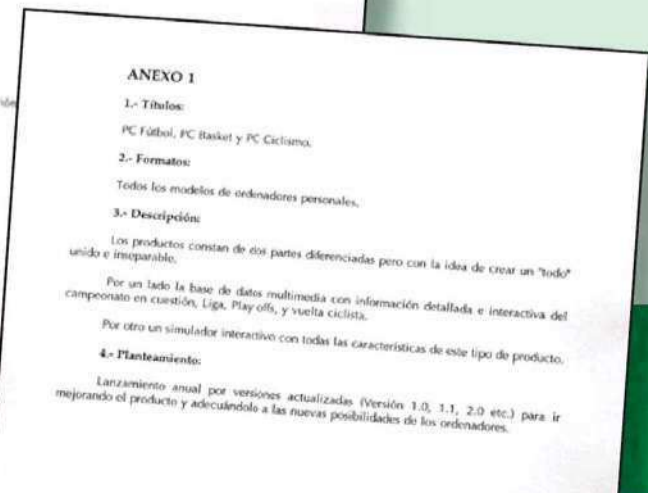 ANEXO 1
1.- Títulos:
PC Fútbol, PC Basket y PC Ciclismo.
2.- Formatos:
Todos los modelos de ordenadores personales.
3.- Descripción:
Los productos constan de dos partes diferenciadas pero con la idea de crear un "todo"
unido e inseparable.
Por un lado la base de datos multimedia con información detallada e interactiva del
campeonato en cuestión, Liga, Play offs, y vuelta ciclista.
Por otro un simulador interactivo con todas las características de este tipo de producto.
4.- Planteamiento:
Lanzamiento anual por versiones actualizadas (Versión 1.0, 1.1, 2.0 etc.) para ir
mejorando el producto y adecuándolo a las nuevas posibilidades de los ordenadores.